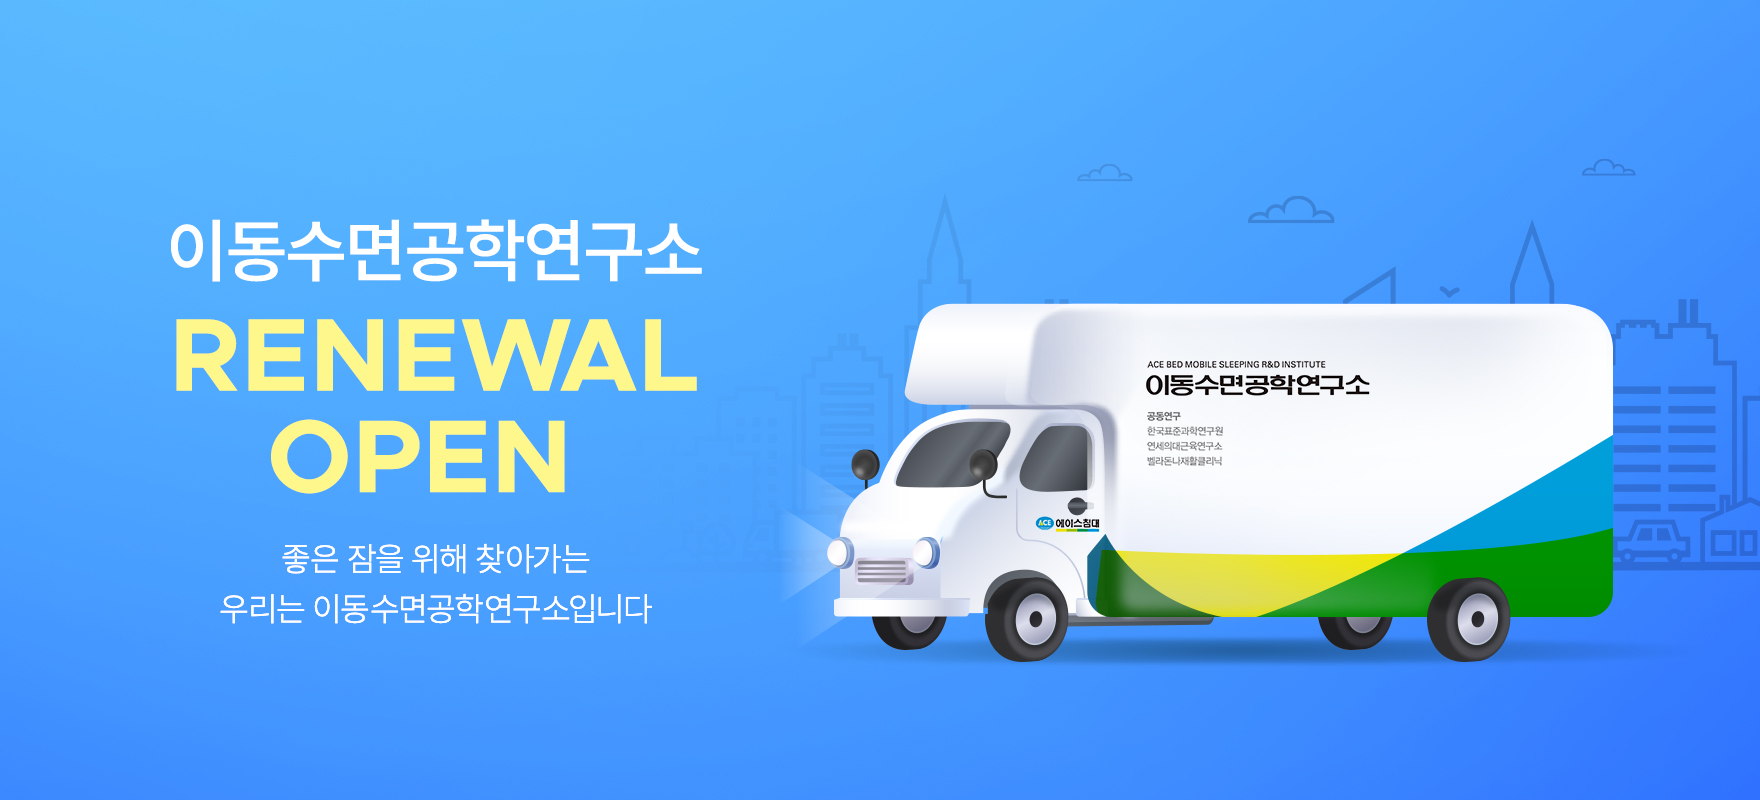 이동수면공학연구소
RENEWAL
OPEN
좋은 잠을 위해 찾아가는
우리는 이동수면공학연구소입니다
ACE BED MOBILE SLEEPING R&D INSTITUTE
이동수면공학연구소
공동연구
한국표준과학연구원
연세의대근육연구소
벨라돈나재활클리닉
ACE 에이스침대